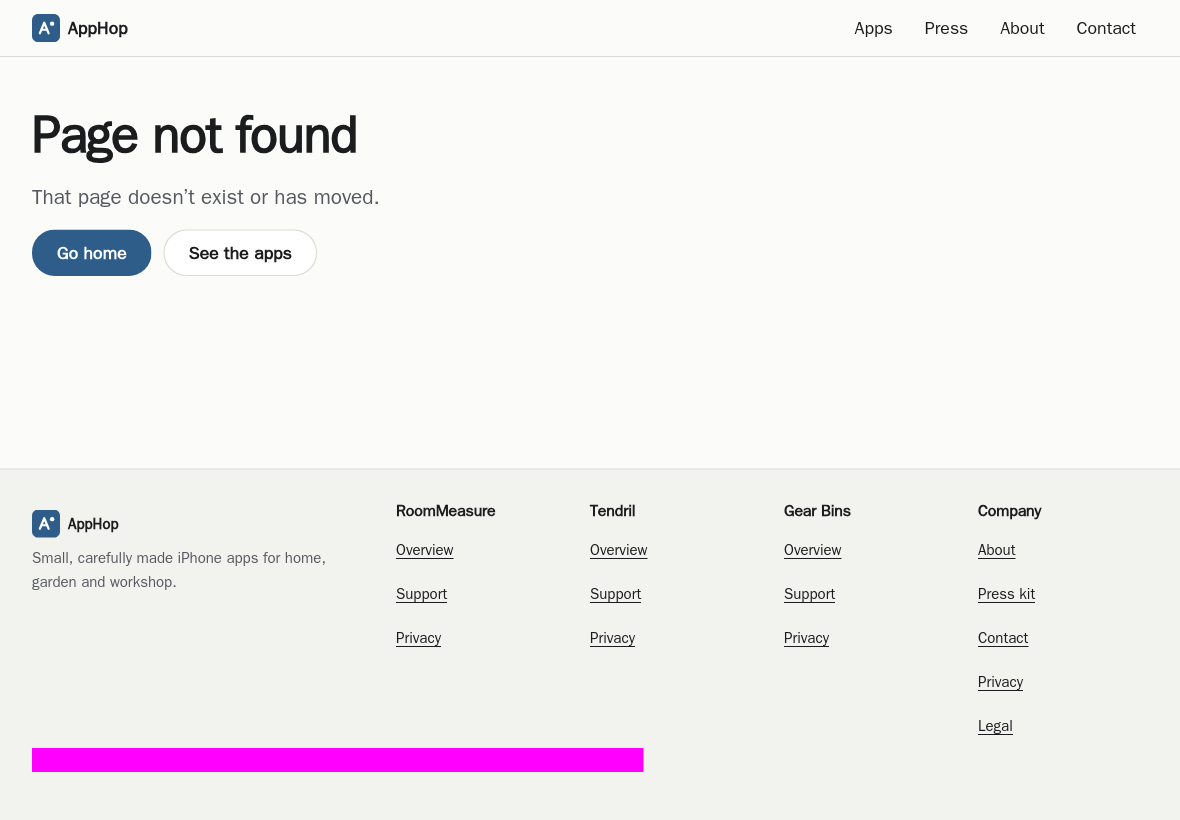 AppHop
Apps
Press
About
Contact
Page not found
That page doesn’t exist or has moved.
Go home
See the apps
AppHop
Small, carefully made iPhone apps for home,
garden and workshop.
RoomMeasure
Overview
Support
Privacy
Tendril
Overview
Support
Privacy
Gear Bins
Overview
Support
Privacy
Company
About
Press kit
Contact
Privacy
Legal